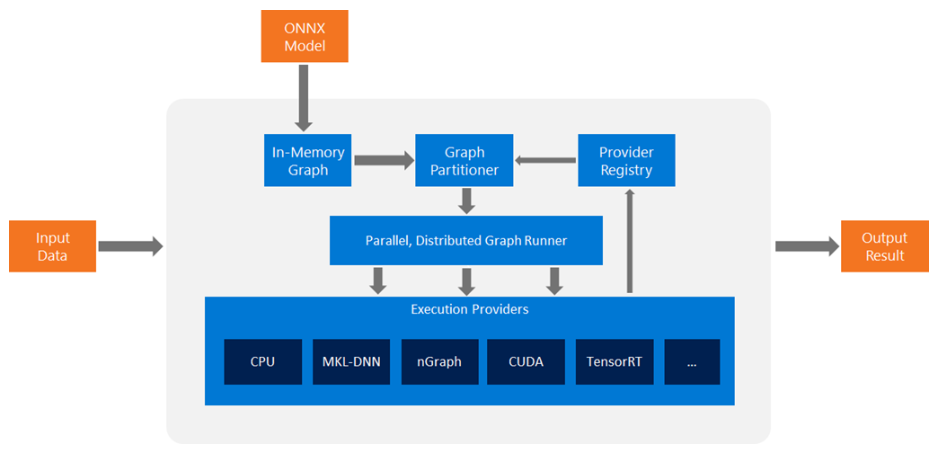 ONNX
Model
In-Memory
Graph
Graph
Partitioner
Provider
Registry
Input
Data
Parallel, Distributed Graph Runner
Output
Result
Execution Providers
CPU
MKL-DNN
nGraph
CUDA
TensorRT
...